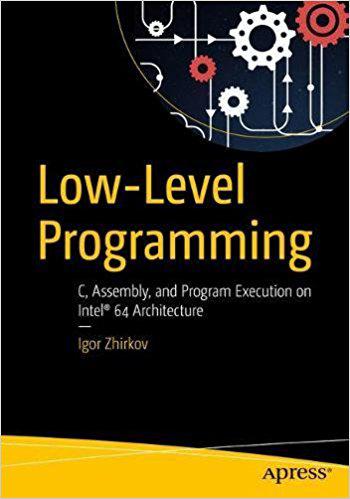 Low-Level
Programming
C, Assembly, and Program Execution on
Intel® 64 Architecture
—
Igor Zhirkov
Apress®